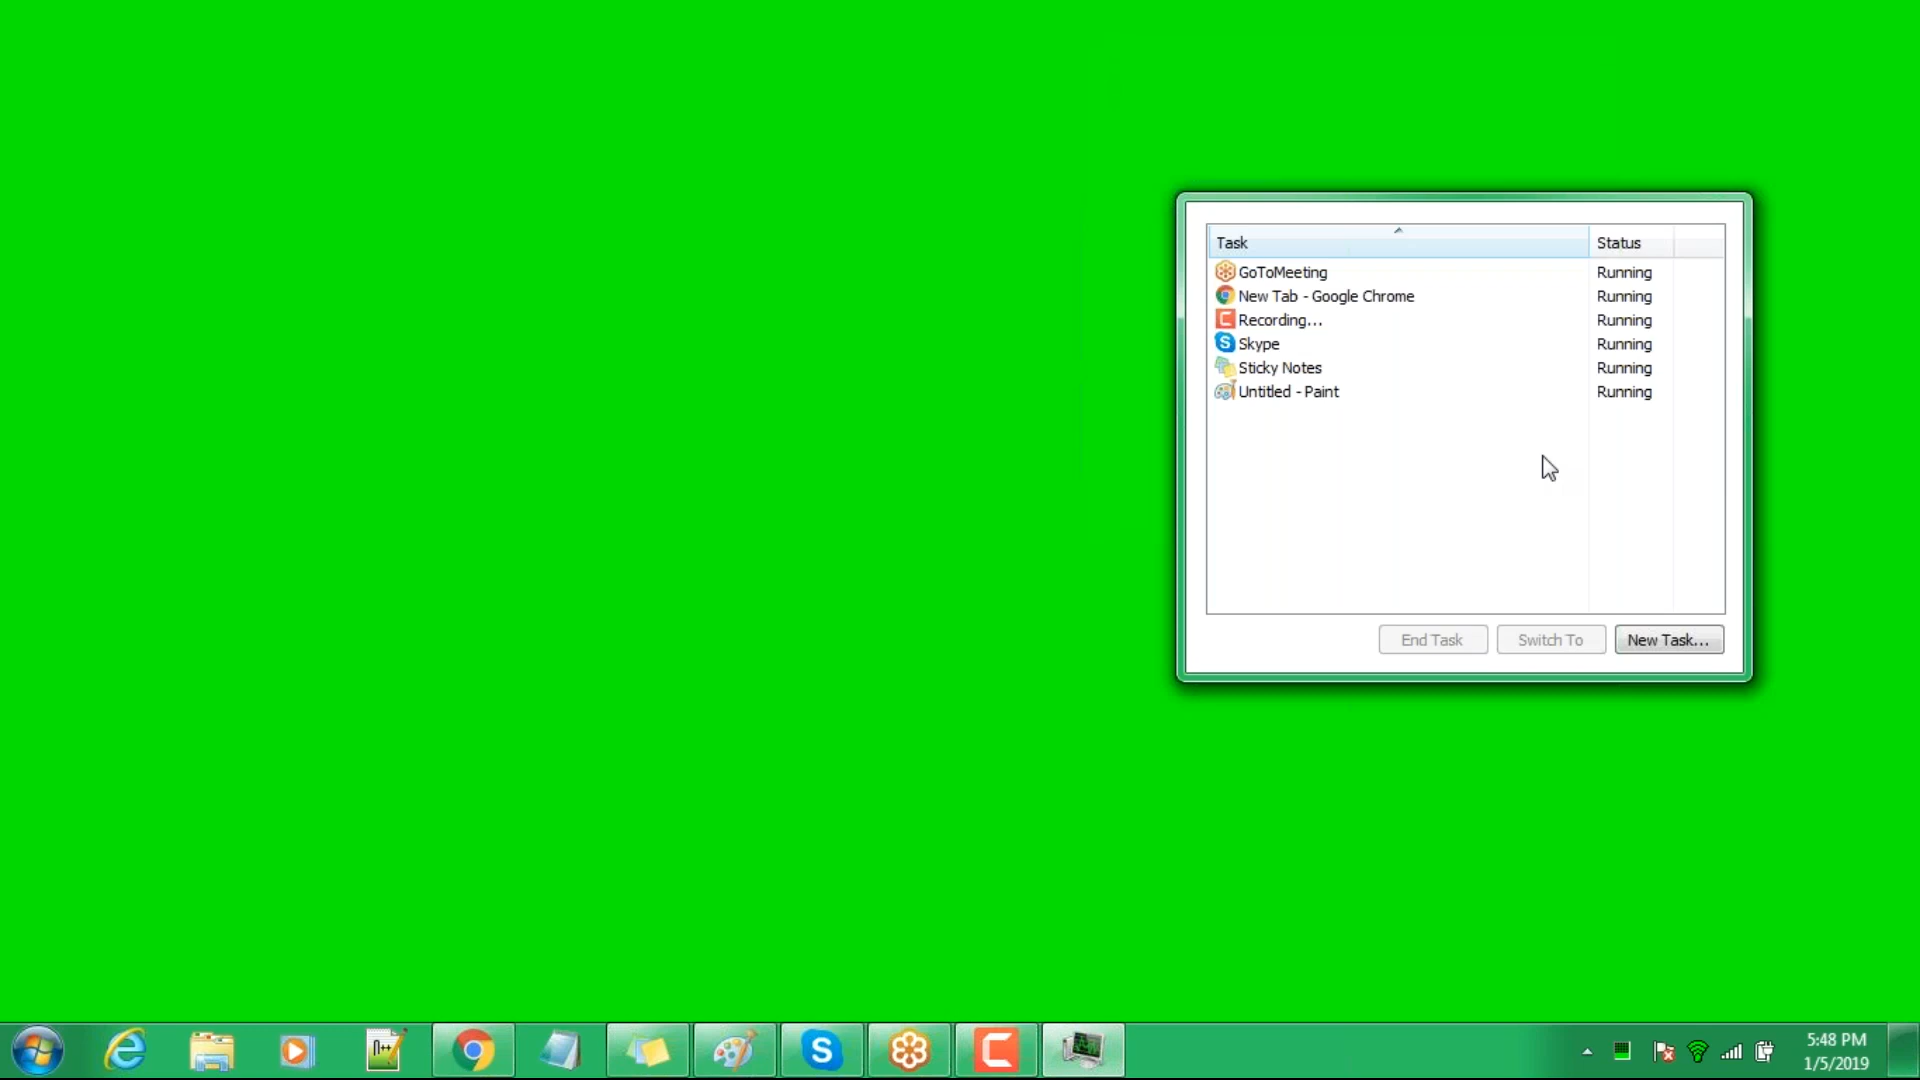 Task Status
GoToMeeting Running
New Tab - Google Chrome Running
Recording... Running
Skype Running
Sticky Notes Running
Untitled - Paint Running
End Task Switch To New Task...
n++
5:48 PM
1/5/2019